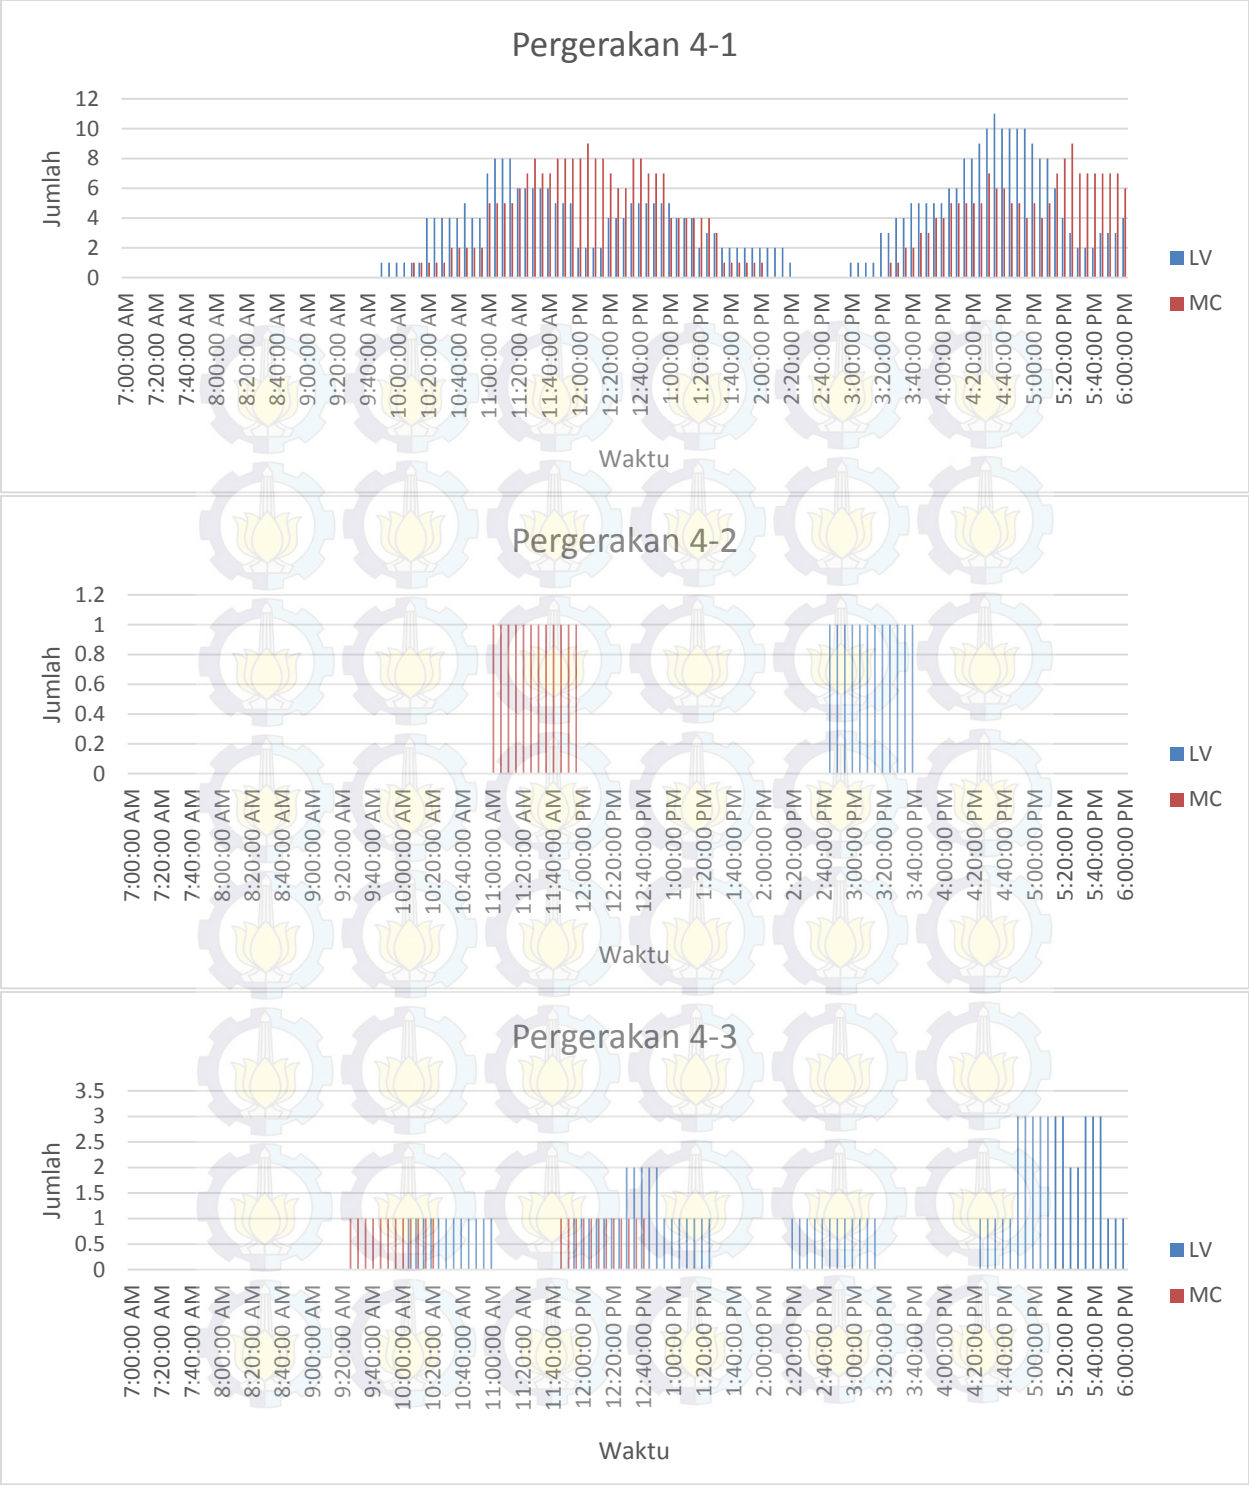 Pergerakan 4-1
12
10
8
6
4
2
0
Jumlah
7:00:00 AM
7:20:00 AM
7:40:00 AM
8:00:00 AM
8:20:00 AM
8:40:00 AM
9:00:00 AM
9:20:00 AM
9:40:00 AM
10:00:00 AM
10:20:00 AM
10:40:00 AM
11:00:00 AM
11:20:00 AM
11:40:00 AM
12:00:00 PM
12:20:00 PM
12:40:00 PM
1:00:00 PM
1:20:00 PM
1:40:00 PM
2:00:00 PM
2:20:00 PM
2:40:00 PM
3:00:00 PM
3:20:00 PM
3:40:00 PM
4:00:00 PM
4:20:00 PM
4:40:00 PM
5:00:00 PM
5:20:00 PM
5:40:00 PM
6:00:00 PM
Waktu
LV
MC
Pergerakan 4-2
1.2
1
0.8
0.6
0.4
0.2
0
Jumlah
7:00:00 AM
7:20:00 AM
7:40:00 AM
8:00:00 AM
8:20:00 AM
8:40:00 AM
9:00:00 AM
9:20:00 AM
9:40:00 AM
10:00:00 AM
10:20:00 AM
10:40:00 AM
11:00:00 AM
11:20:00 AM
11:40:00 AM
12:00:00 PM
12:20:00 PM
12:40:00 PM
1:00:00 PM
1:20:00 PM
1:40:00 PM
2:00:00 PM
2:20:00 PM
2:40:00 PM
3:00:00 PM
3:20:00 PM
3:40:00 PM
4:00:00 PM
4:20:00 PM
4:40:00 PM
5:00:00 PM
5:20:00 PM
5:40:00 PM
6:00:00 PM
Waktu
LV
MC
Pergerakan 4-3
3.5
3
2.5
2
1.5
1
0.5
0
Jumlah
7:00:00 AM
7:20:00 AM
7:40:00 AM
8:00:00 AM
8:20:00 AM
8:40:00 AM
9:00:00 AM
9:20:00 AM
9:40:00 AM
10:00:00 AM
10:20:00 AM
10:40:00 AM
11:00:00 AM
11:20:00 AM
11:40:00 AM
12:00:00 PM
12:20:00 PM
12:40:00 PM
1:00:00 PM
1:20:00 PM
1:40:00 PM
2:00:00 PM
2:20:00 PM
2:40:00 PM
3:00:00 PM
3:20:00 PM
3:40:00 PM
4:00:00 PM
4:20:00 PM
4:40:00 PM
5:00:00 PM
5:20:00 PM
5:40:00 PM
6:00:00 PM
Waktu
LV
MC